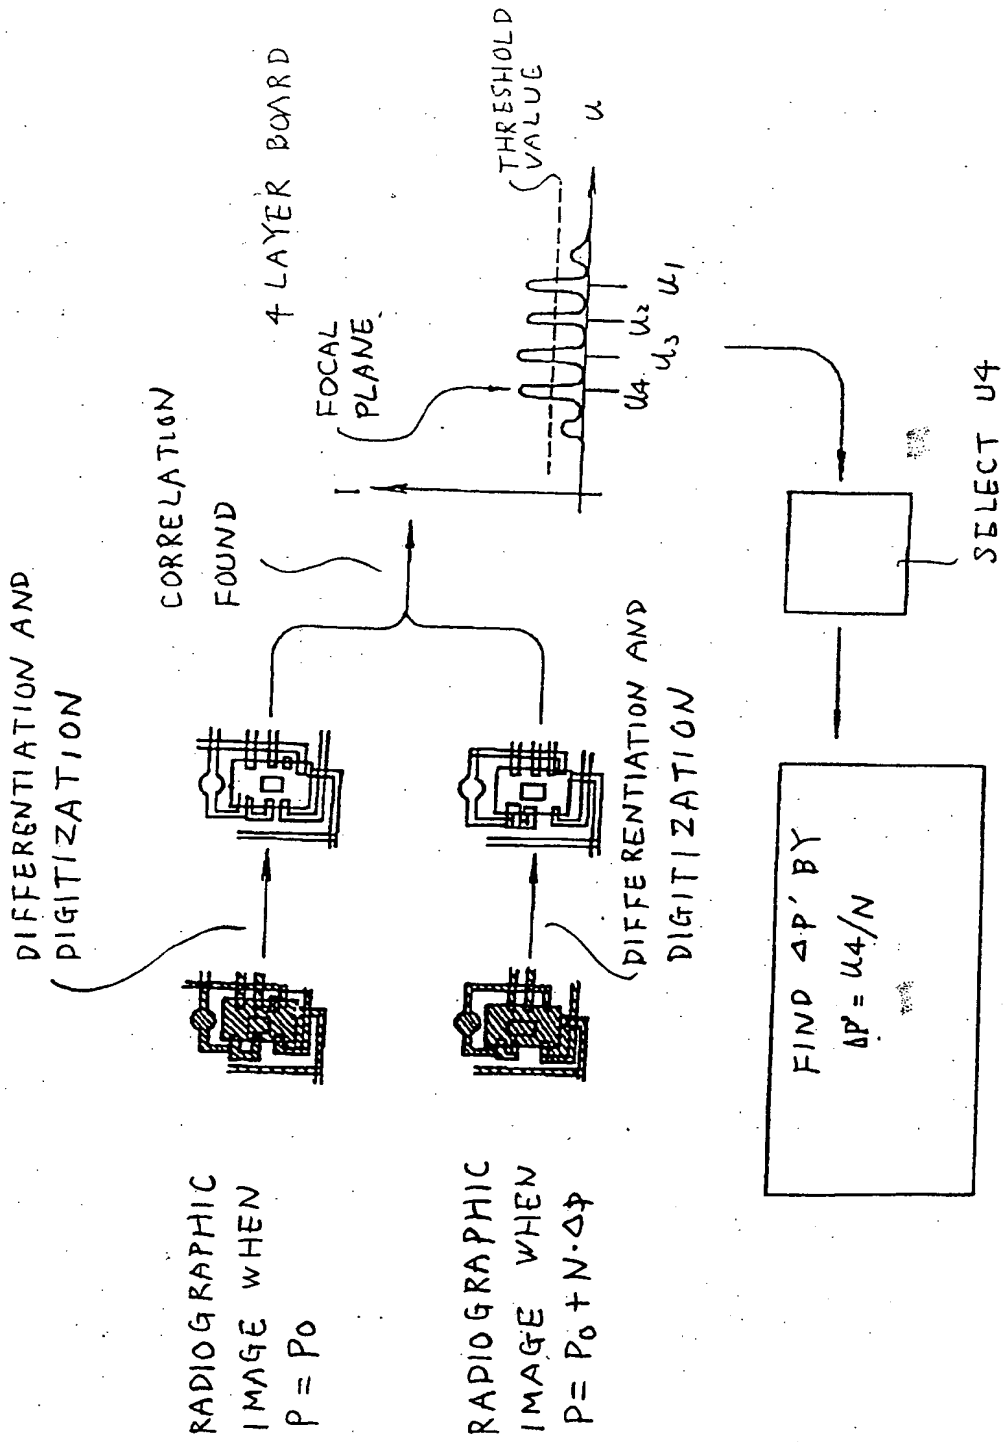 RADIOGRAPHIC
IMAGE WHEN
P = P0
DIFFERENTIATION AND
DIGITIZATION
CORRELATION
FOUND
RADIOGRAPHIC
IMAGE WHEN
P = P0 + N·Δp
DIFFERENTIATION AND
DIGITIZATION
4 LAYER BOARD
FOCAL
PLANE
THRESHOLD
VALUE
I
u
u4
u3
u2
u1
SELECT U4
FIND ΔP' BY
ΔP' = U4/N